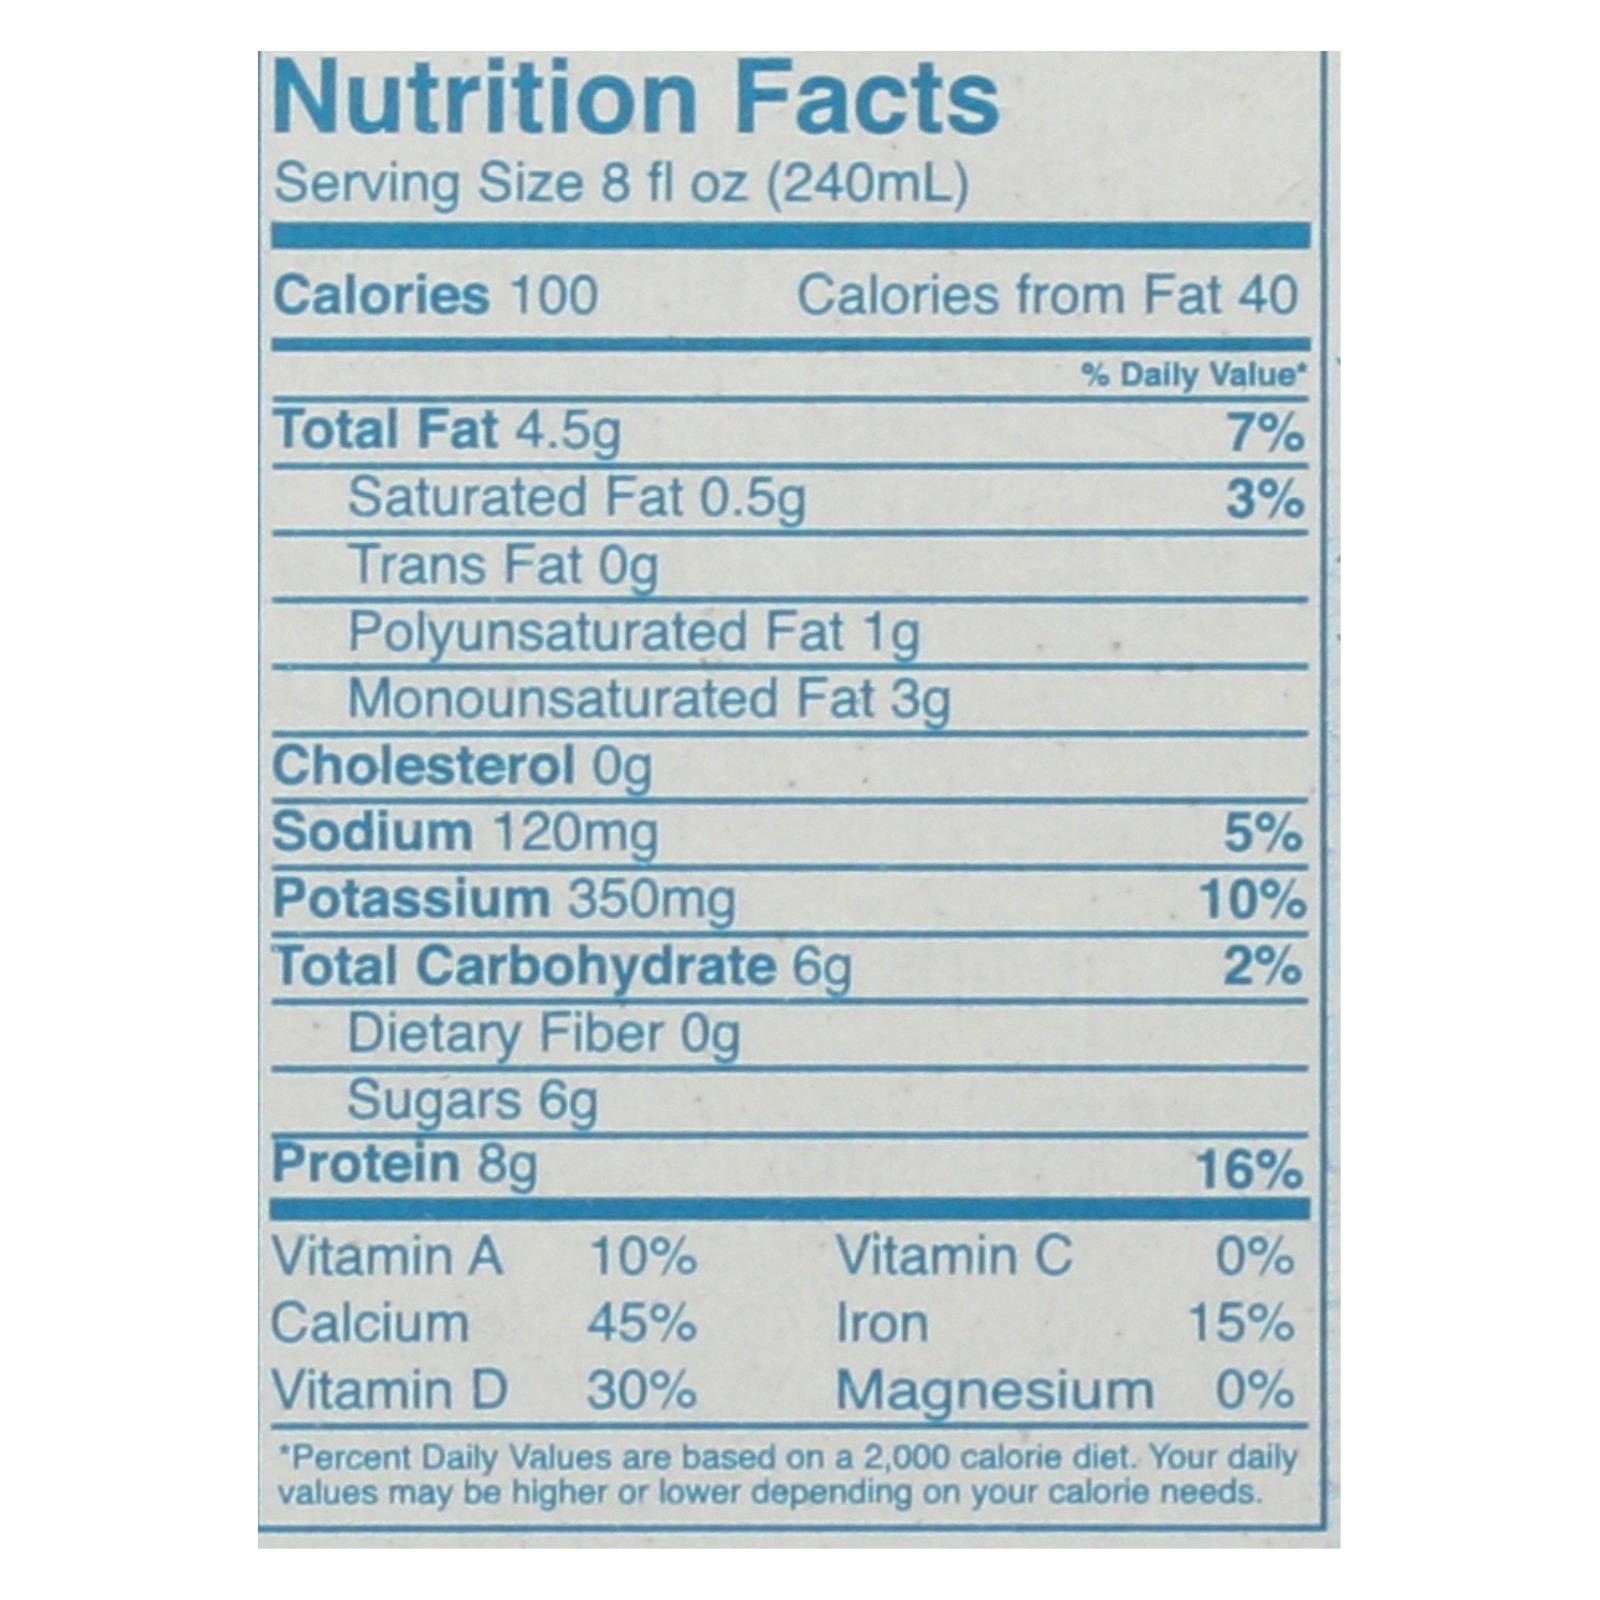 Nutrition Facts
Serving Size 8 fl oz (240mL)
Calories 100 Calories from Fat 40
% Daily Value*
Total Fat 4.5g 7%
Saturated Fat 0.5g 3%
Trans Fat 0g
Polyunsaturated Fat 1g
Monounsaturated Fat 3g
Cholesterol 0g
Sodium 120mg 5%
Potassium 350mg 10%
Total Carbohydrate 6g 2%
Dietary Fiber 0g
Sugars 6g
Protein 8g 16%
Vitamin A 10% Vitamin C 0%
Calcium 45% Iron 15%
Vitamin D 30% Magnesium 0%
*Percent Daily Values are based on a 2,000 calorie diet. Your daily
values may be higher or lower depending on your calorie needs.